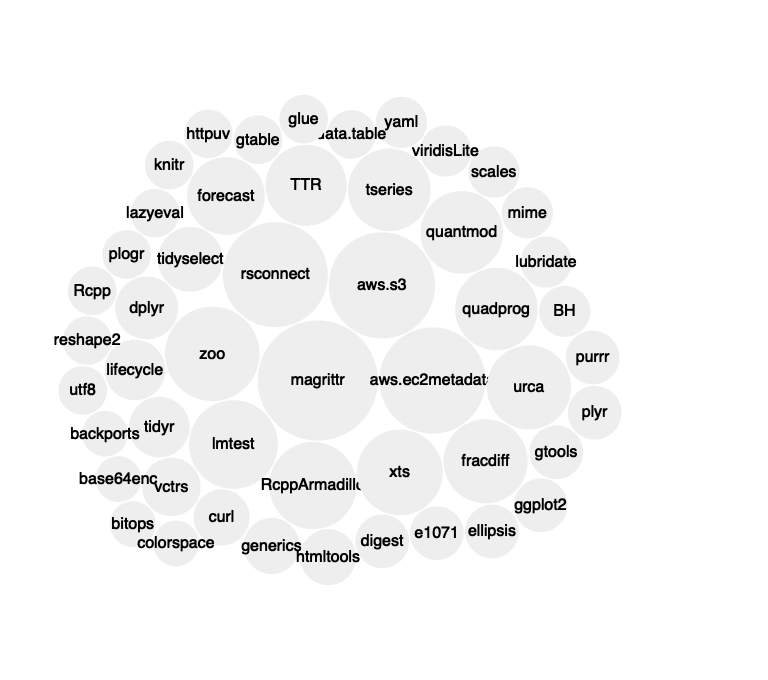 glue
yaml
httpuv
gtable
data.table
viridisLite
knitr
scales
TTR
tseries
forecast
lazyeval
mime
quantmod
plogr
tidyselect
lubridate
rsconnect
aws.s3
Rcpp
dplyr
quadprog
BH
reshape2
zoo
purrr
lifecycle
magrittr
aws.ec2metadat
urca
utf8
plyr
backports
tidyr
lmtest
gtools
xts
fracdiff
base64enc
vctrs
RcppArmadillo
ggplot2
bitops
curl
colorspace
generics
htmltools
digest
e1071
ellipsis